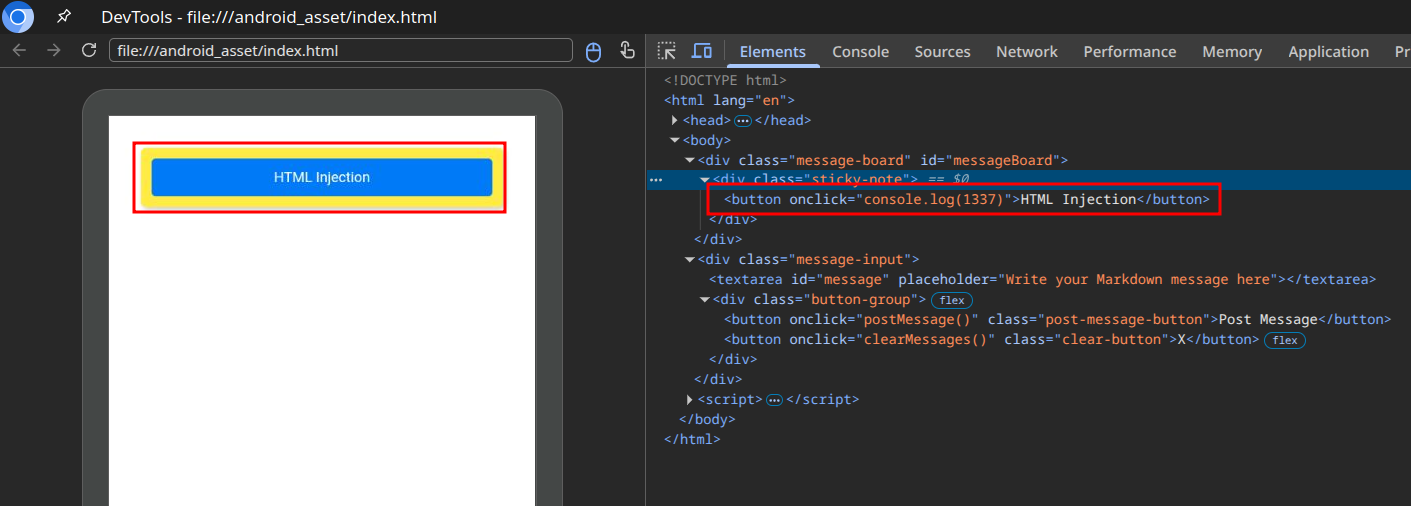 DevTools - file:///android_asset/index.html
file:///android_asset/index.html
Elements Console Sources Network Performance Memory Application Pr
HTML Injection
<!DOCTYPE html>
<html lang="en">
<head>…</head>
<body>
<div class="message-board" id="messageBoard">
<div class="sticky-note"> == $0
<button onclick="console.log(1337)">HTML Injection</button>
</div>
</div>
<div class="message-input">
<textarea id="message" placeholder="Write your Markdown message here"></textarea>
<div class="button-group"> flex
<button onclick="postMessage()" class="post-message-button">Post Message</button>
<button onclick="clearMessages()" class="clear-button">X</button> flex
</div>
</div>
<script>…</script>
</body>
</html>